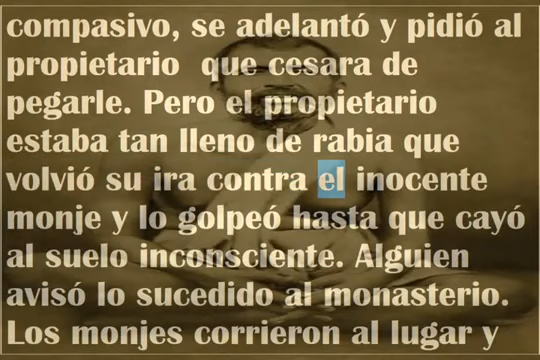 compasivo, se adelantó y pidió al
propietario que cesara de
pegarle. Pero el propietario
estaba tan lleno de rabia que
volvió su ira contra el inocente
monje y lo golpeó hasta que cayó
al suelo inconsciente. Alguien
avisó lo sucedido al monasterio.
Los monjes corrieron al lugar y